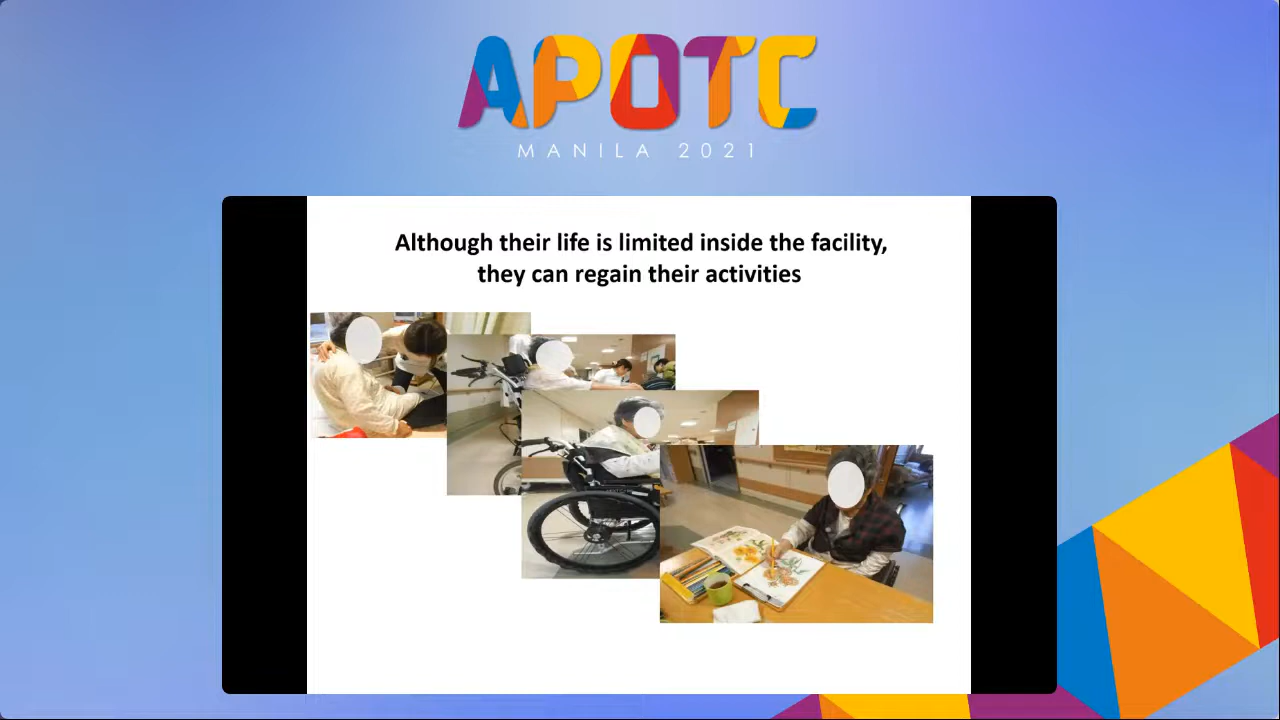 APOTC
MANILA 2021
Although their life is limited inside the facility,
they can regain their activities